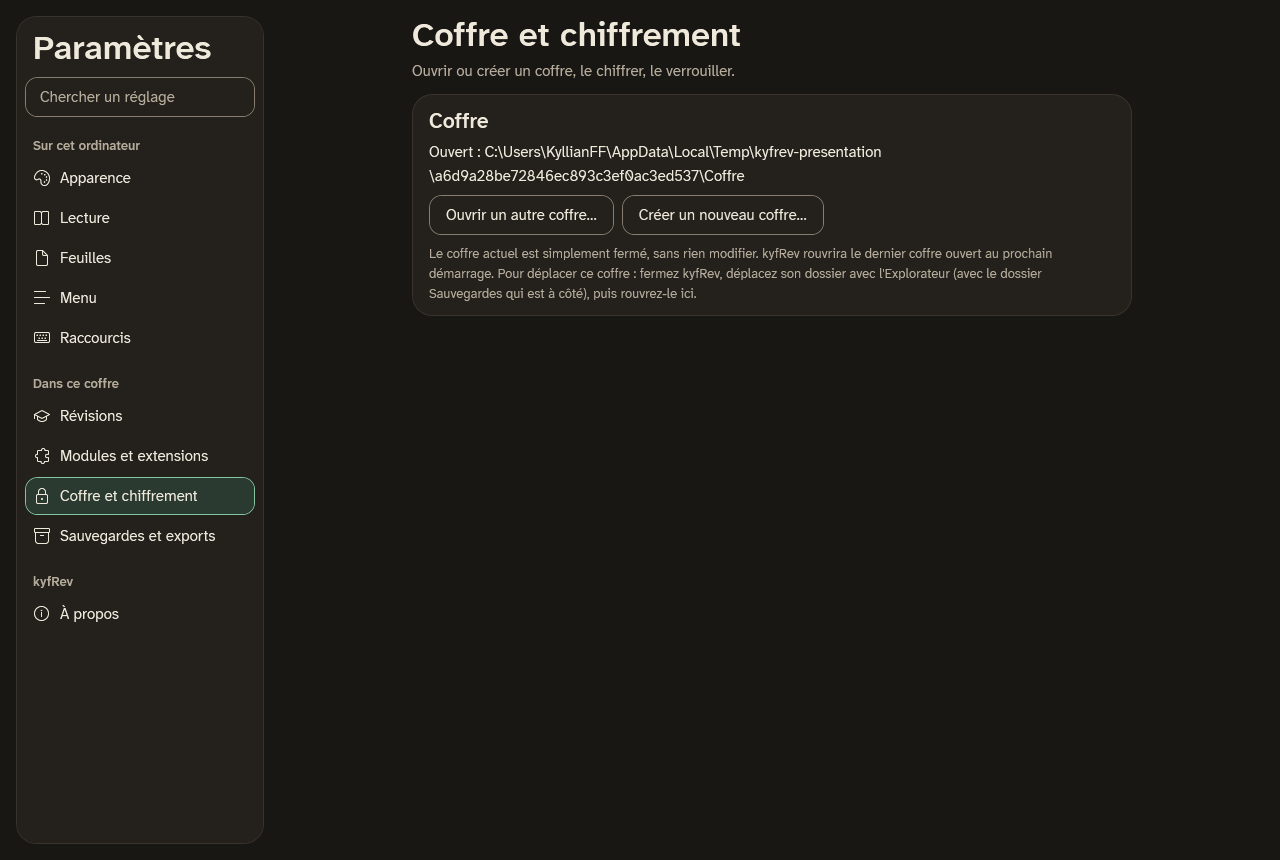 Paramètres
Chercher un réglage
Sur cet ordinateur
Apparence
Lecture
Feuilles
Menu
Raccourcis
Dans ce coffre
Révisions
Modules et extensions
Coffre et chiffrement
Sauvegardes et exports
kyfRev
À propos
Coffre et chiffrement
Ouvrir ou créer un coffre, le chiffrer, le verrouiller.
Coffre
Ouvert : C:\Users\KyllianFF\AppData\Local\Temp\kyfrev-presentation
\a6d9a28be72846ec893c3ef0ac3ed537\Coffre
Ouvrir un autre coffre...
Créer un nouveau coffre...
Le coffre actuel est simplement fermé, sans rien modifier. kyfRev rouvrira le dernier coffre ouvert au prochain
démarrage. Pour déplacer ce coffre : fermez kyfRev, déplacez son dossier avec l'Explorateur (avec le dossier
Sauvegardes qui est à côté), puis rouvrez-le ici.